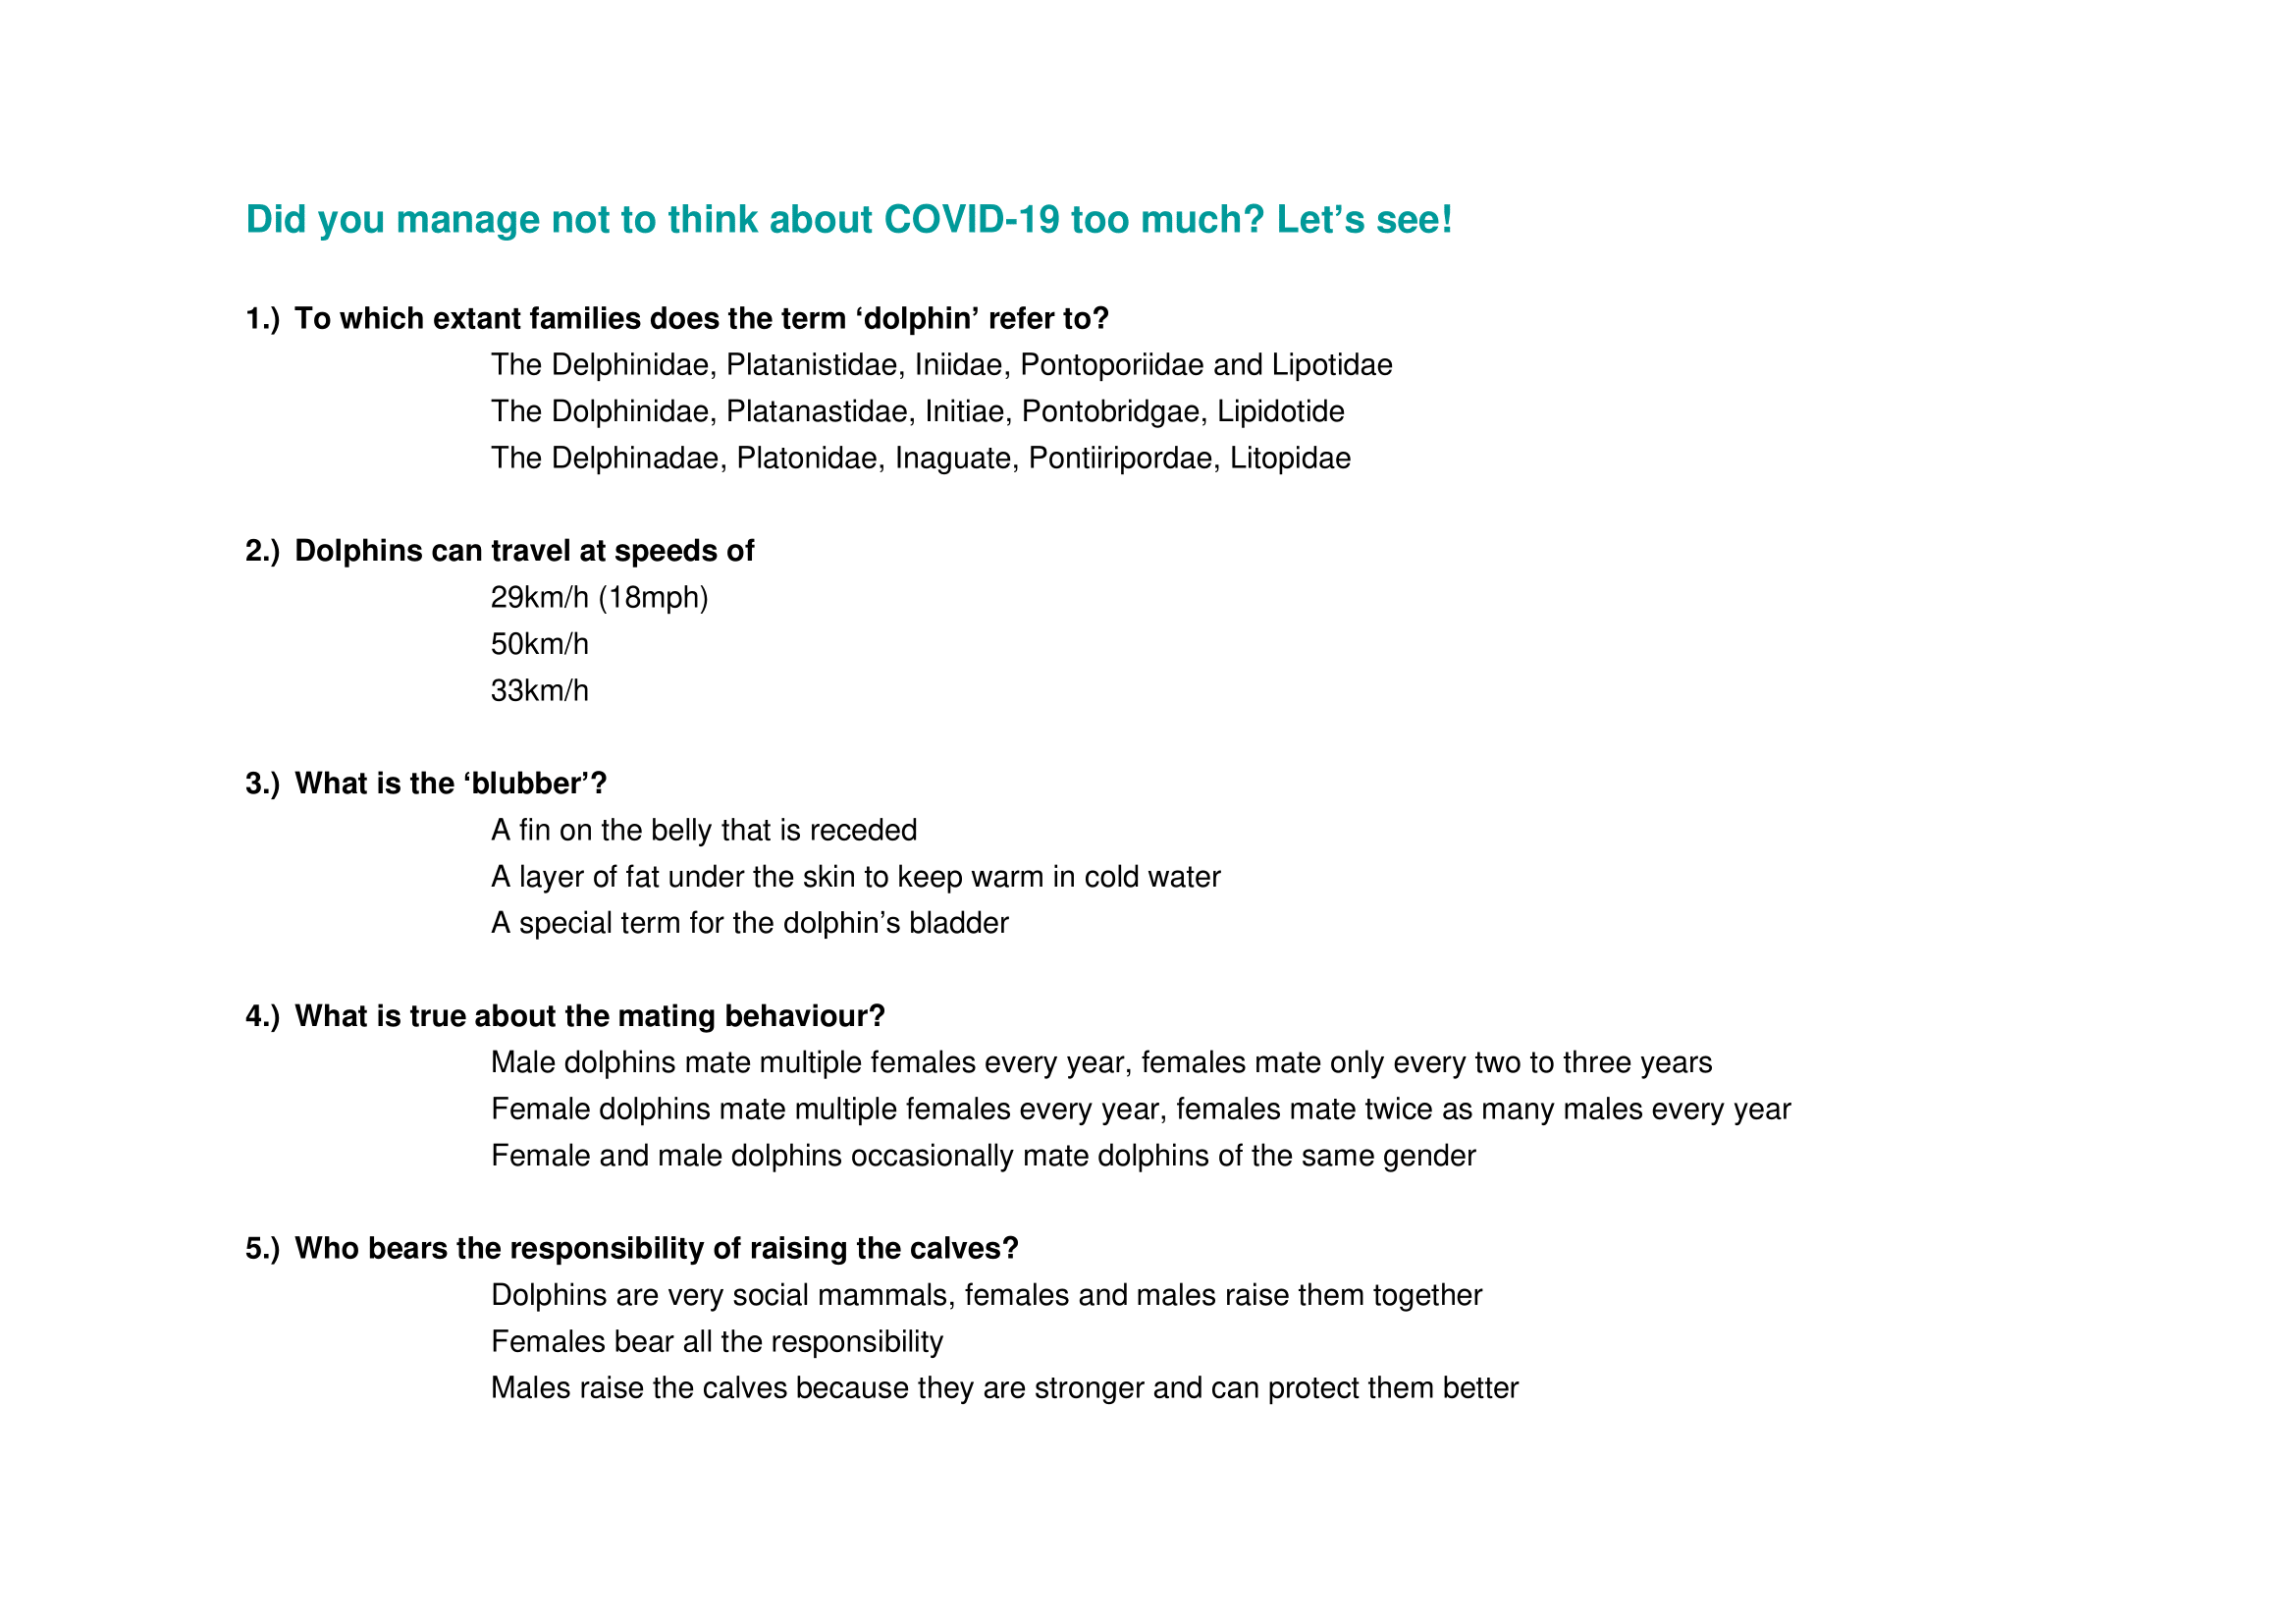 Did you manage not to think about COVID-19 too much? Let’s see!
1.) To which extant families does the term ‘dolphin’ refer to?
The Delphinidae, Platanistidae, Iniidae, Pontoporiidae and Lipotidae
The Dolphinidae, Platanastidae, Initiae, Pontobridgae, Lipidotide
The Delphinadae, Platonidae, Inaguate, Pontiiripordae, Litopidae
2.) Dolphins can travel at speeds of
29km/h (18mph)
50km/h
33km/h
3.) What is the ‘blubber’?
A fin on the belly that is receded
A layer of fat under the skin to keep warm in cold water
A special term for the dolphin’s bladder
4.) What is true about the mating behaviour?
Male dolphins mate multiple females every year, females mate only every two to three years
Female dolphins mate multiple females every year, females mate twice as many males every year
Female and male dolphins occasionally mate dolphins of the same gender
5.) Who bears the responsibility of raising the calves?
Dolphins are very social mammals, females and males raise them together
Females bear all the responsibility
Males raise the calves because they are stronger and can protect them better